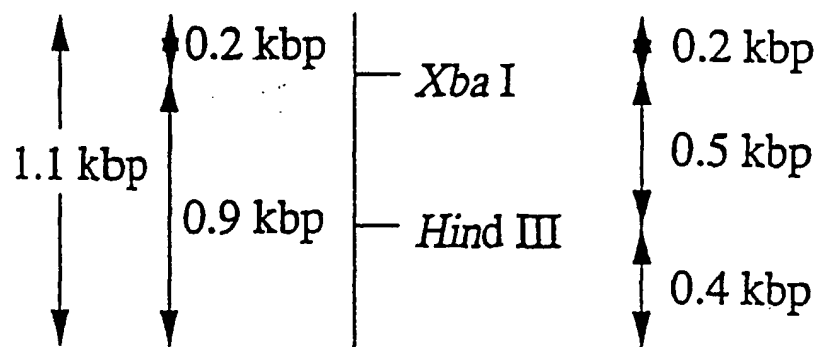 0.2 kbp
0.2 kbp
Xba I
1.1 kbp
0.5 kbp
0.9 kbp
Hind III
0.4 kbp